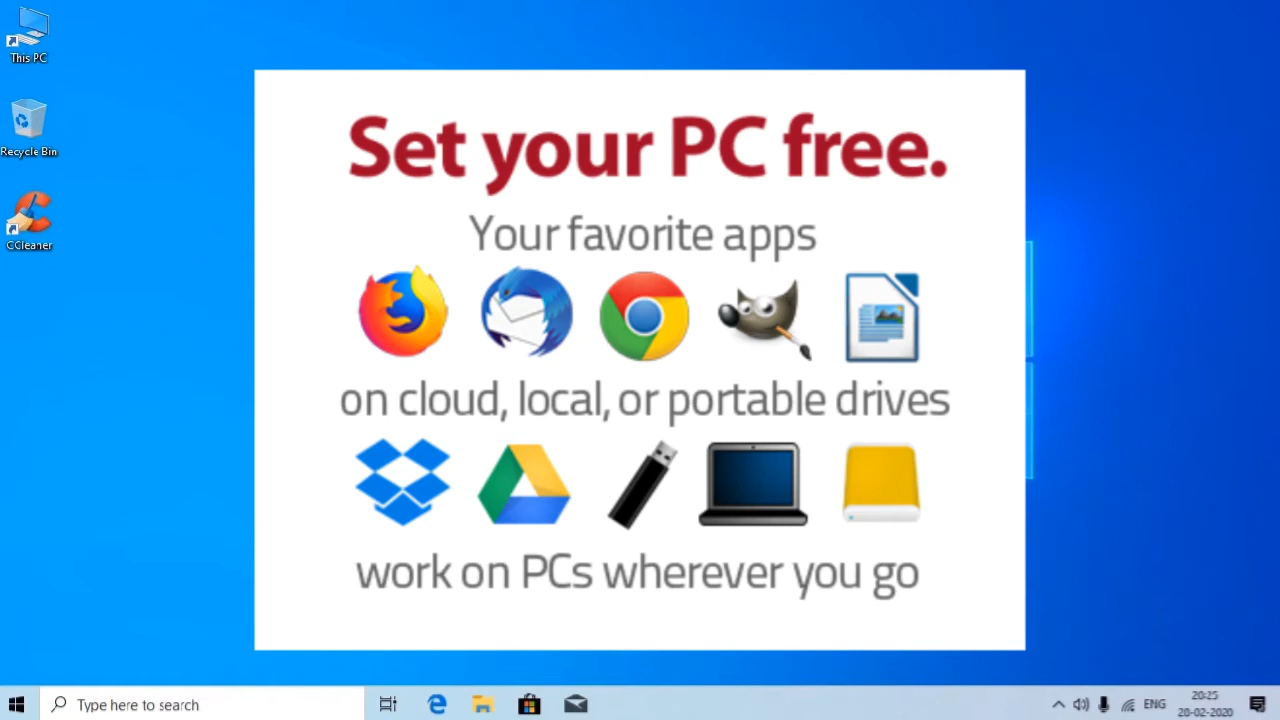 This PC
Recycle Bin
CCleaner
Set your PC free.
Your favorite apps
on cloud, local, or portable drives
work on PCs wherever you go
Type here to search
ENG
20:25
28-02-2020